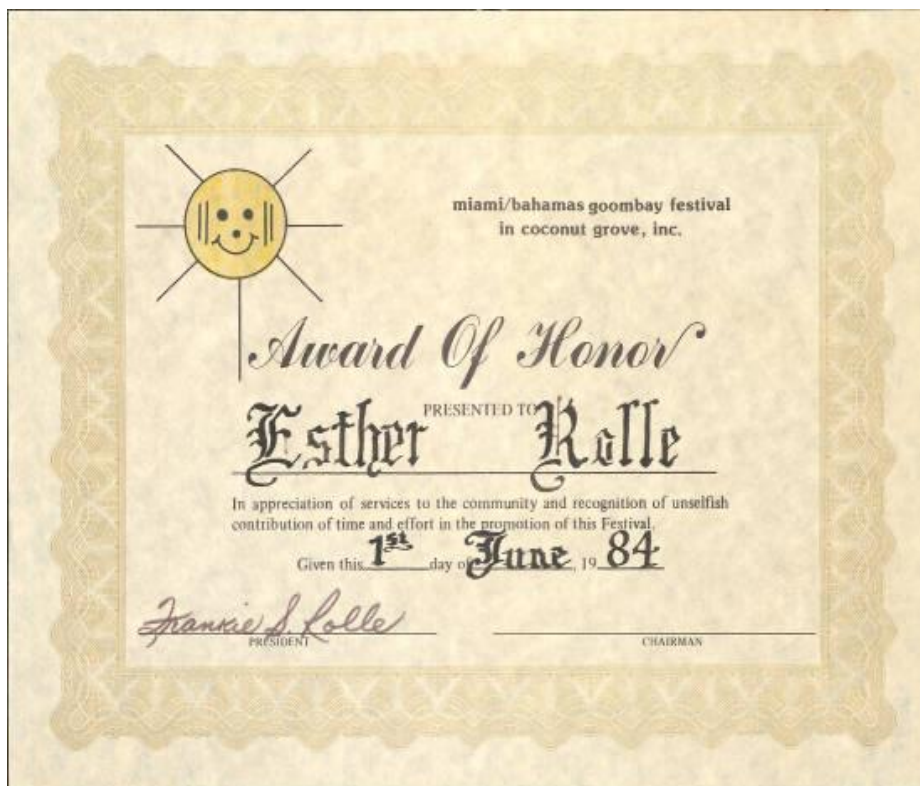 miami/bahamas goombay festival
in coconut grove, inc.
Award Of Honor
PRESENTED TO
Esther Rolle
In appreciation of services to the community and recognition of unselfish
contribution of time and effort in the promotion of this Festival.
Given this 1st day of June, 19 84
Frankie S. Rolle
PRESIDENT
CHAIRMAN